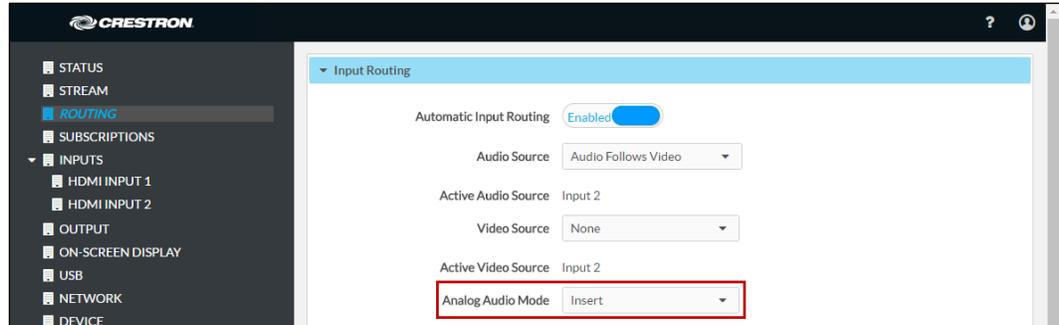 CRESTRON
?
STATUS
STREAM
ROUTING
SUBSCRIPTIONS
INPUTS
HDMI INPUT 1
HDMI INPUT 2
OUTPUT
ON-SCREEN DISPLAY
USB
NETWORK
DEVICE
Input Routing
Automatic Input Routing Enabled
Audio Source Audio Follows Video
Active Audio Source Input 2
Video Source None
Active Video Source Input 2
Analog Audio Mode Insert